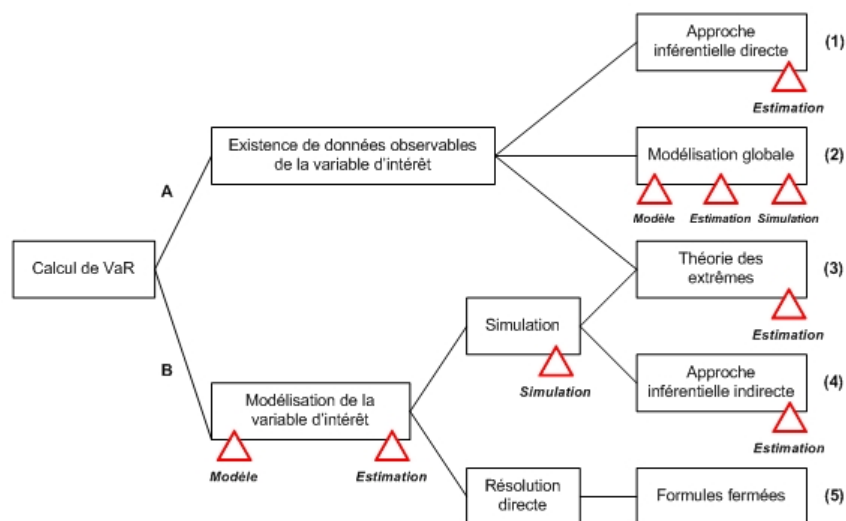 Approche
inférentielle directe
(1)
Estimation
Existence de données observables
de la variable d'intérêt
Modélisation globale
(2)
A
Modèle
Estimation
Simulation
Calcul de VaR
Théorie des
extrêmes
(3)
Simulation
Estimation
B
Simulation
Modélisation de la
variable d'intérêt
Approche
inférentielle indirecte
(4)
Modèle
Estimation
Estimation
Résolution
directe
Formules fermées
(5)